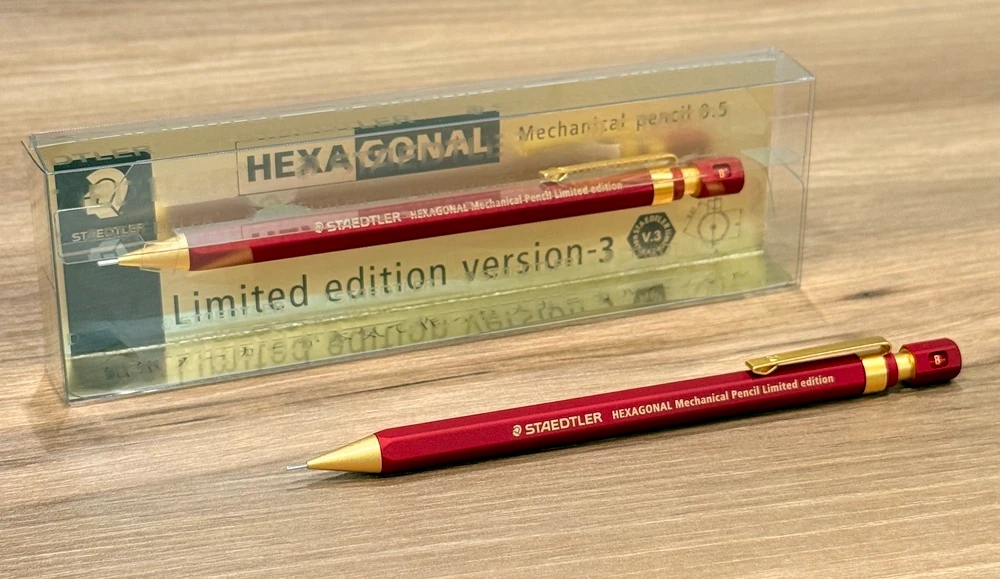 STAEDTLER
HEXAGONAL
Mechanical pencil 0.5
STAEDTLER HEXAGONAL Mechanical Pencil Limited edition
B
Limited edition version-3
V.3
STAEDTLER HEXAGONAL Mechanical Pencil Limited edition
B